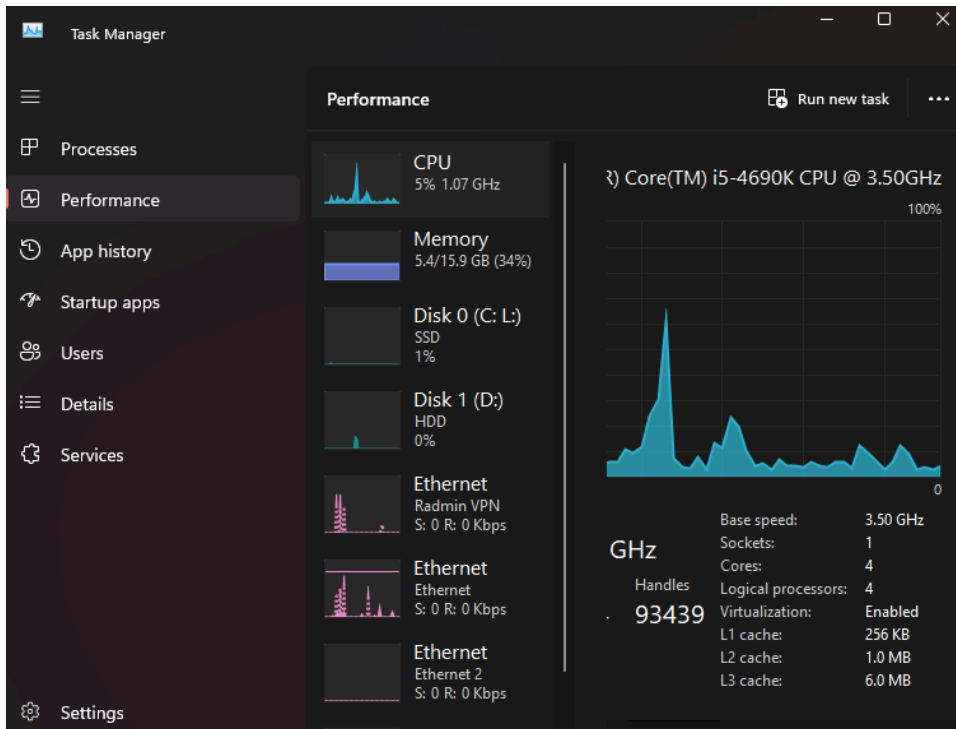 Task Manager
Performance
Run new task
Processes
Performance
App history
Startup apps
Users
Details
Services
Settings
CPU
5% 1.07 GHz
Memory
5.4/15.9 GB (34%)
Disk 0 (C: L:)
SSD
1%
Disk 1 (D:)
HDD
0%
Ethernet
Radmin VPN
S: 0 R: 0 Kbps
Ethernet
Ethernet
S: 0 R: 0 Kbps
Ethernet
Ethernet 2
S: 0 R: 0 Kbps
R) Core(TM) i5-4690K CPU @ 3.50GHz
100%
0
GHz
Handles
93439
Base speed: 3.50 GHz
Sockets: 1
Cores: 4
Logical processors: 4
Virtualization: Enabled
L1 cache: 256 KB
L2 cache: 1.0 MB
L3 cache: 6.0 MB